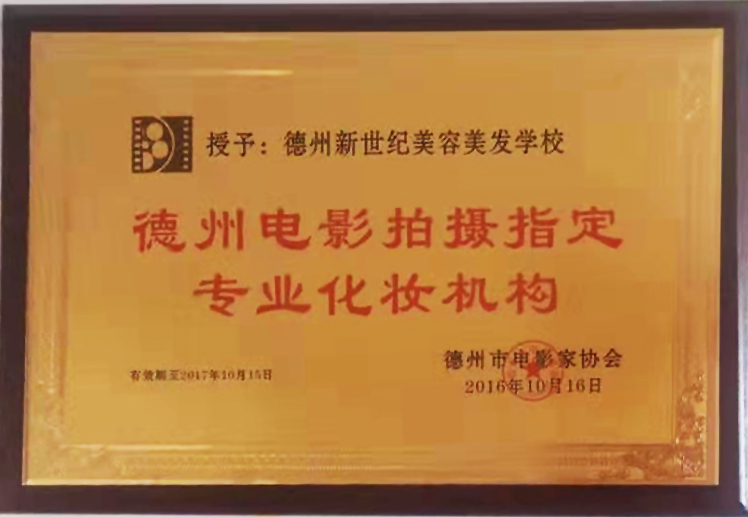 授予：德州新世纪美容美发学校
德州电影拍摄指定
专业化妆机构
德州市电影家协会
有效期至2017年10月15日
2016年10月16日